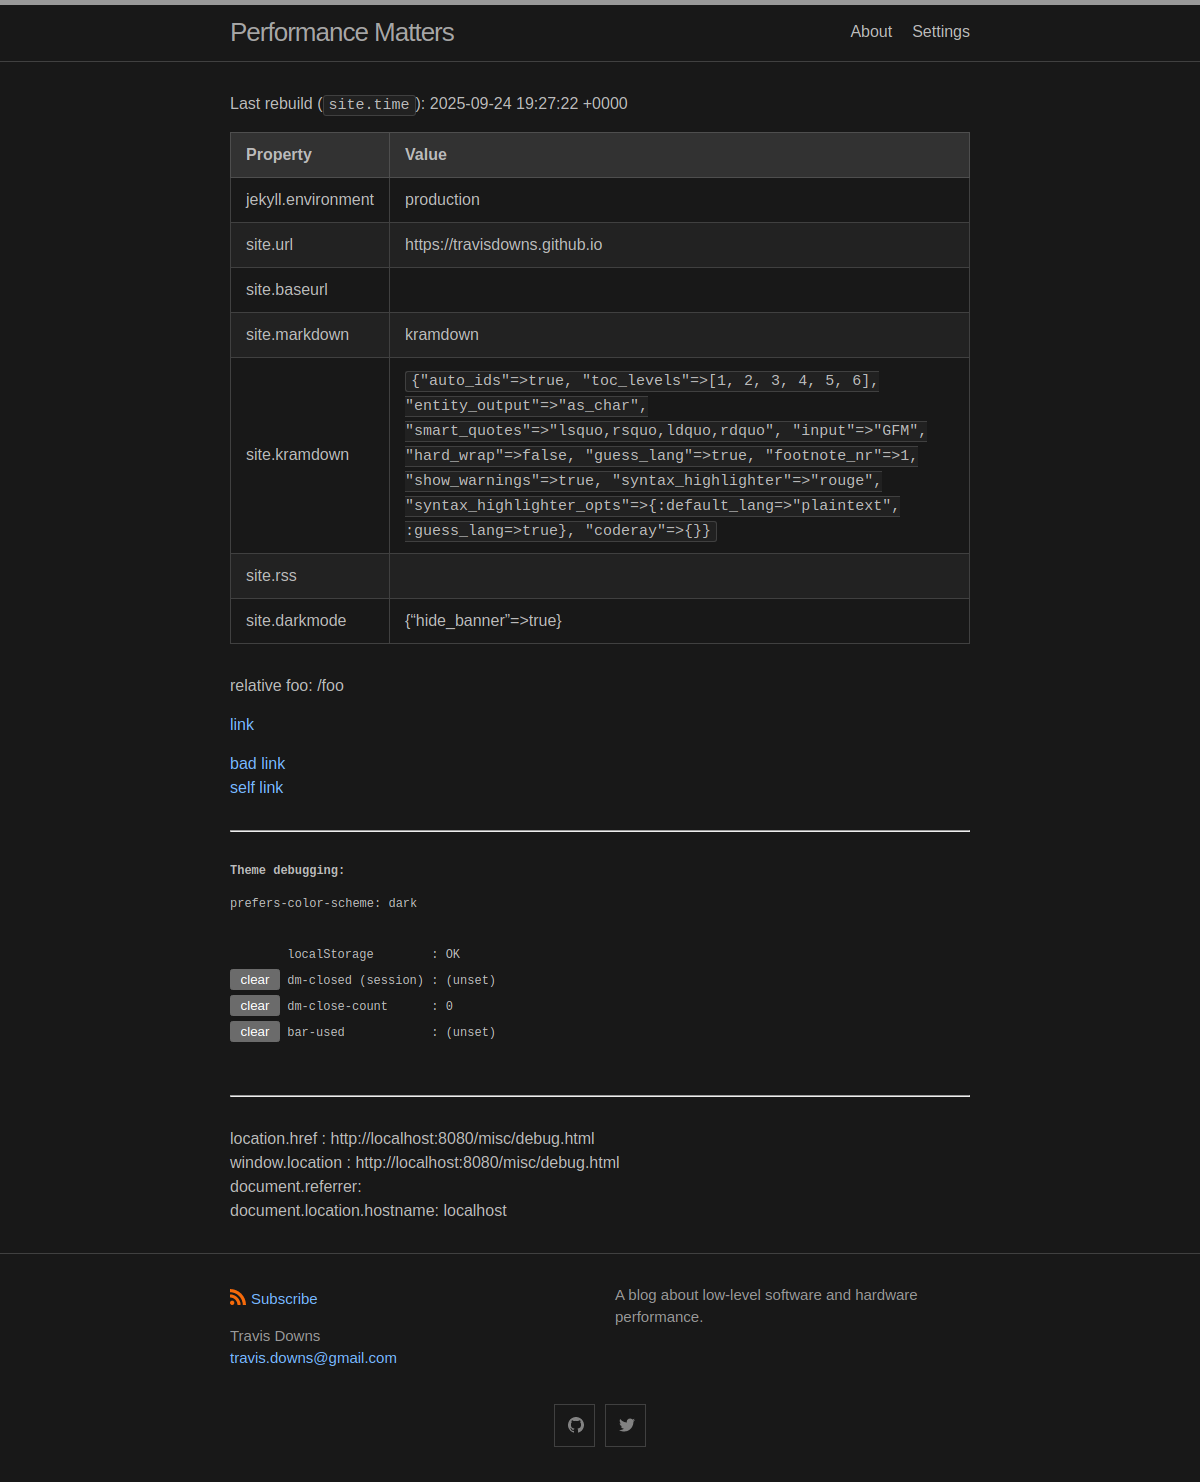 Performance Matters
About Settings
Last rebuild (site.time): 2025-09-24 19:27:22 +0000
Property Value
jekyll.environment production
site.url https://travisdowns.github.io
site.baseurl
site.markdown kramdown
site.kramdown
{"auto_ids"=>true, "toc_levels"=>[1, 2, 3, 4, 5, 6],
"entity_output"=>"as_char",
"smart_quotes"=>"lsquo,rsquo,ldquo,rdquo", "input"=>"GFM",
"hard_wrap"=>false, "guess_lang"=>true, "footnote_nr"=>1,
"show_warnings"=>true, "syntax_highlighter"=>"rouge",
"syntax_highlighter_opts"=>{:default_lang=>"plaintext",
:guess_lang=>true}, "coderay"=>{}}
site.rss
site.darkmode {“hide_banner”=>true}
relative foo: /foo
link
bad link
self link
Theme debugging:
prefers-color-scheme: dark
localStorage : OK
clear dm-closed (session) : (unset)
clear dm-close-count : 0
clear bar-used : (unset)
location.href : http://localhost:8080/misc/debug.html
window.location : http://localhost:8080/misc/debug.html
document.referrer:
document.location.hostname: localhost
Subscribe
Travis Downs
travis.downs@gmail.com
A blog about low-level software and hardware
performance.